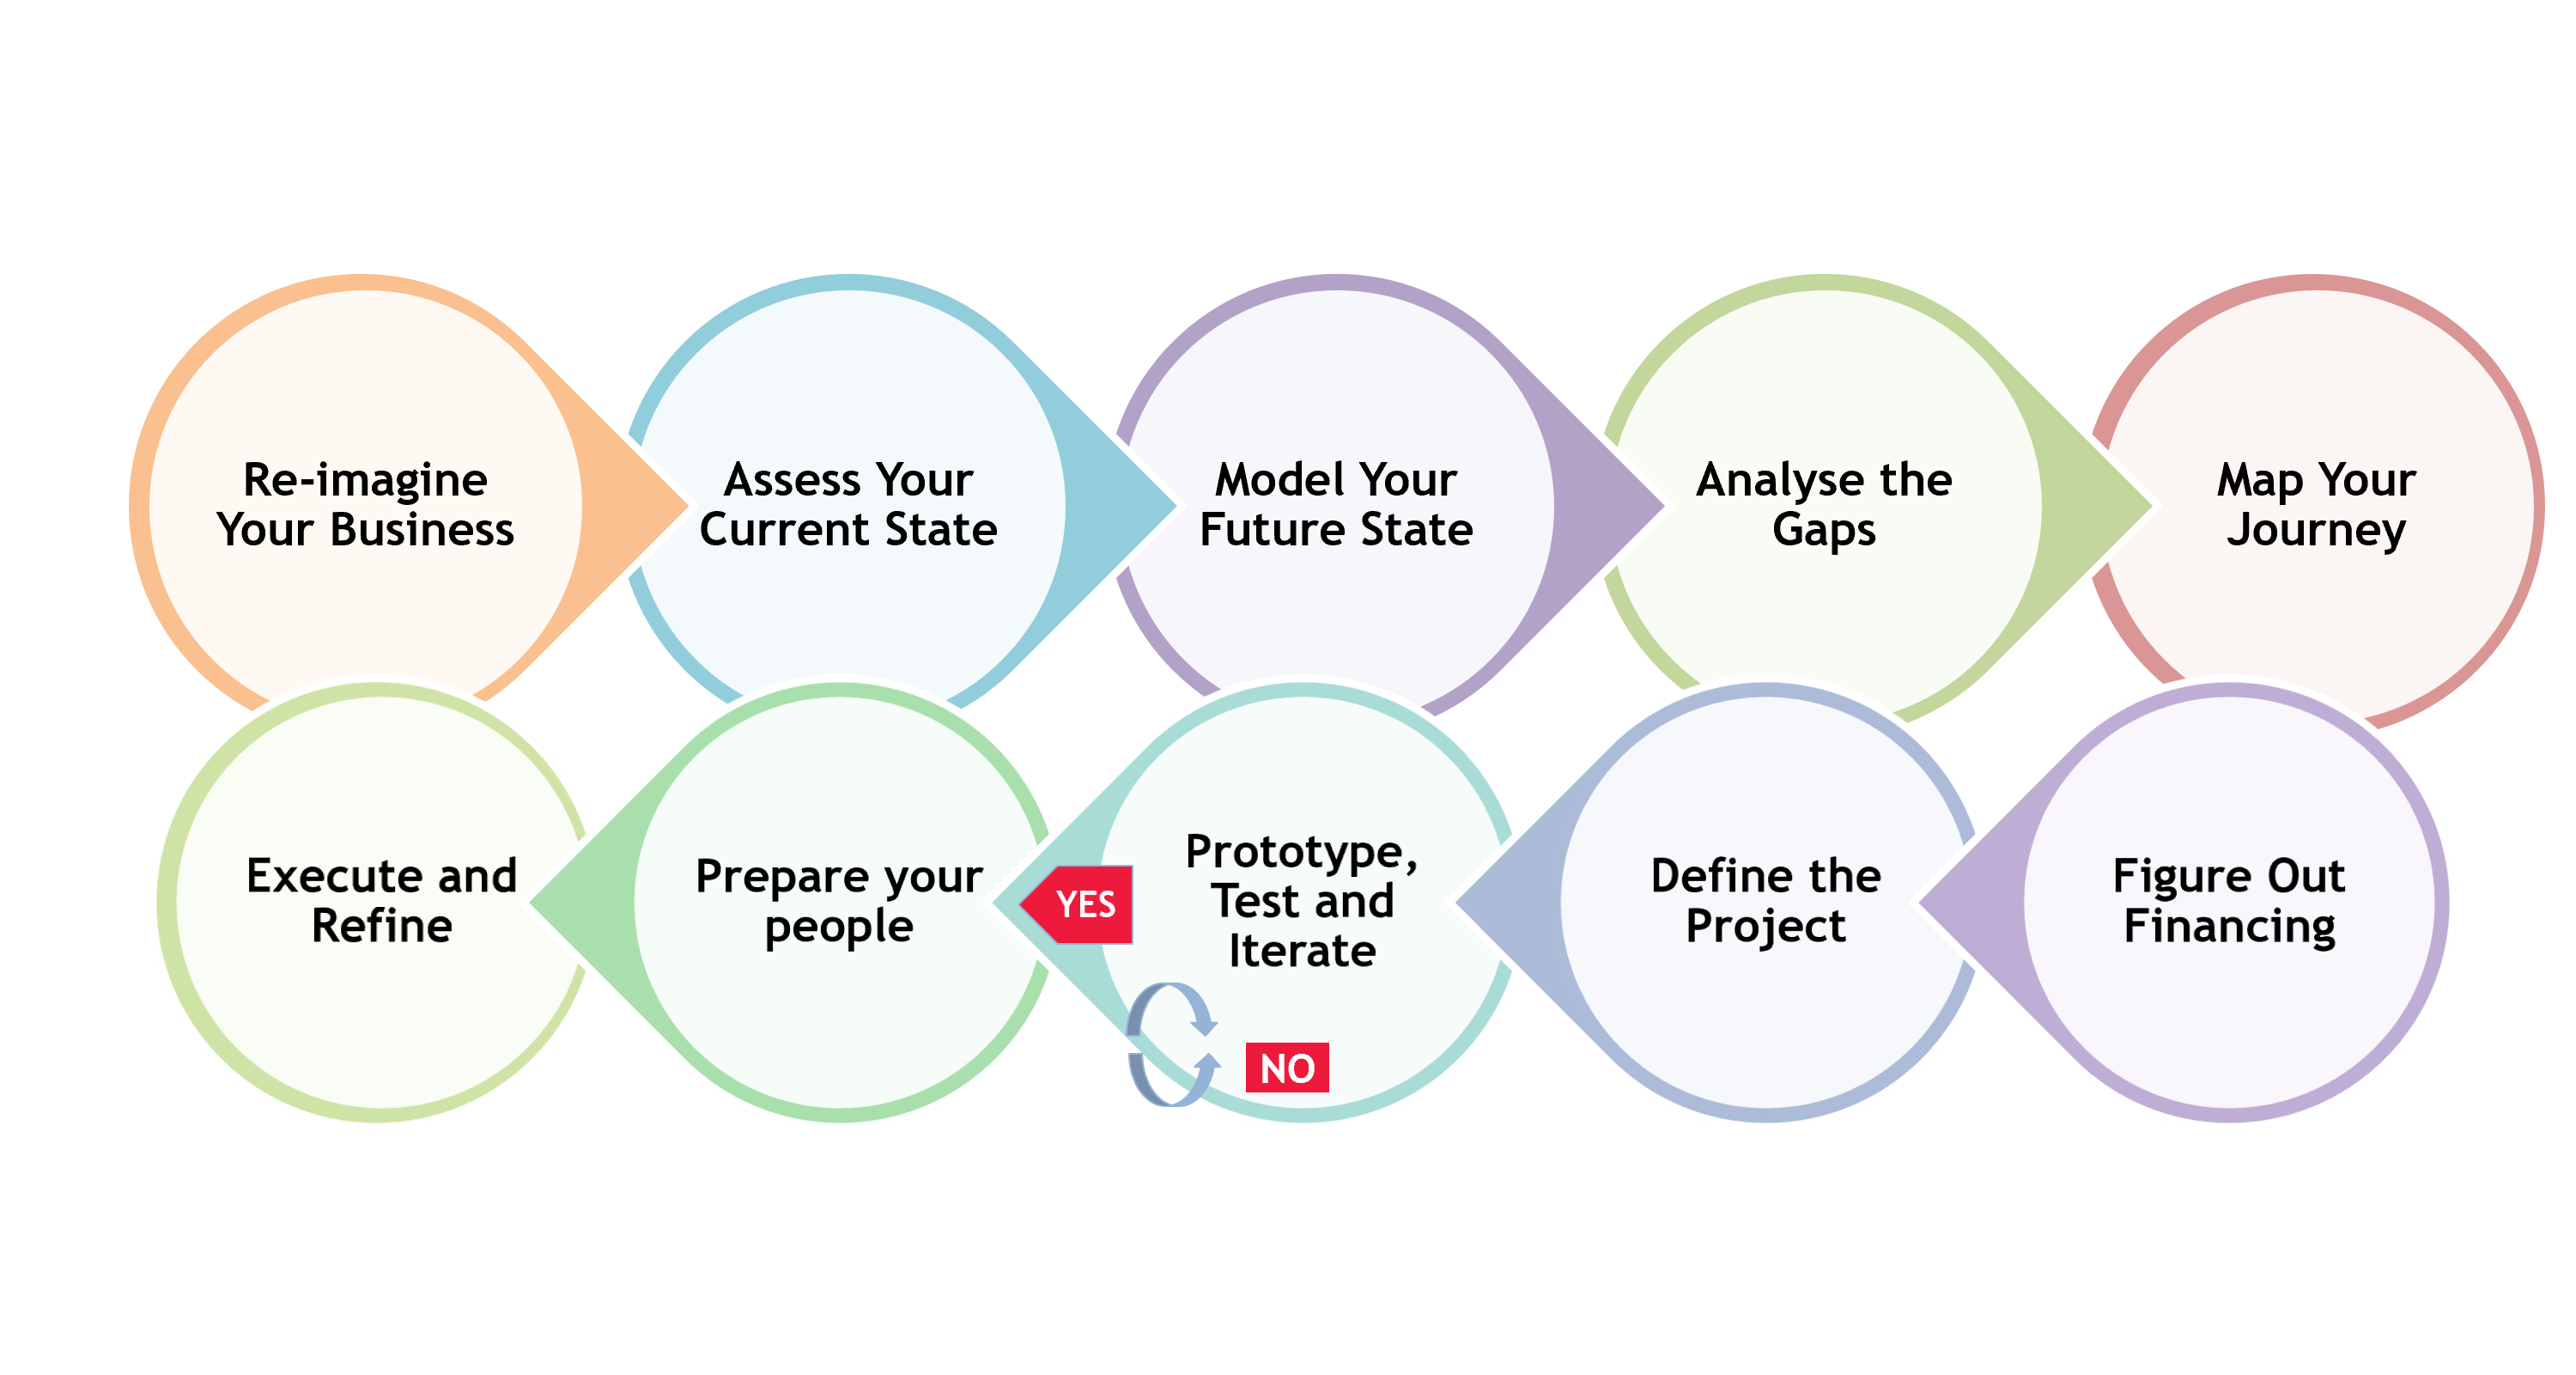 Re-imagine
Your Business
Assess Your
Current State
Model Your
Future State
Analyse the
Gaps
Map Your
Journey
Figure Out
Financing
Define the
Project
Prototype,
Test and
Iterate
NO
YES
Prepare your
people
Execute and
Refine